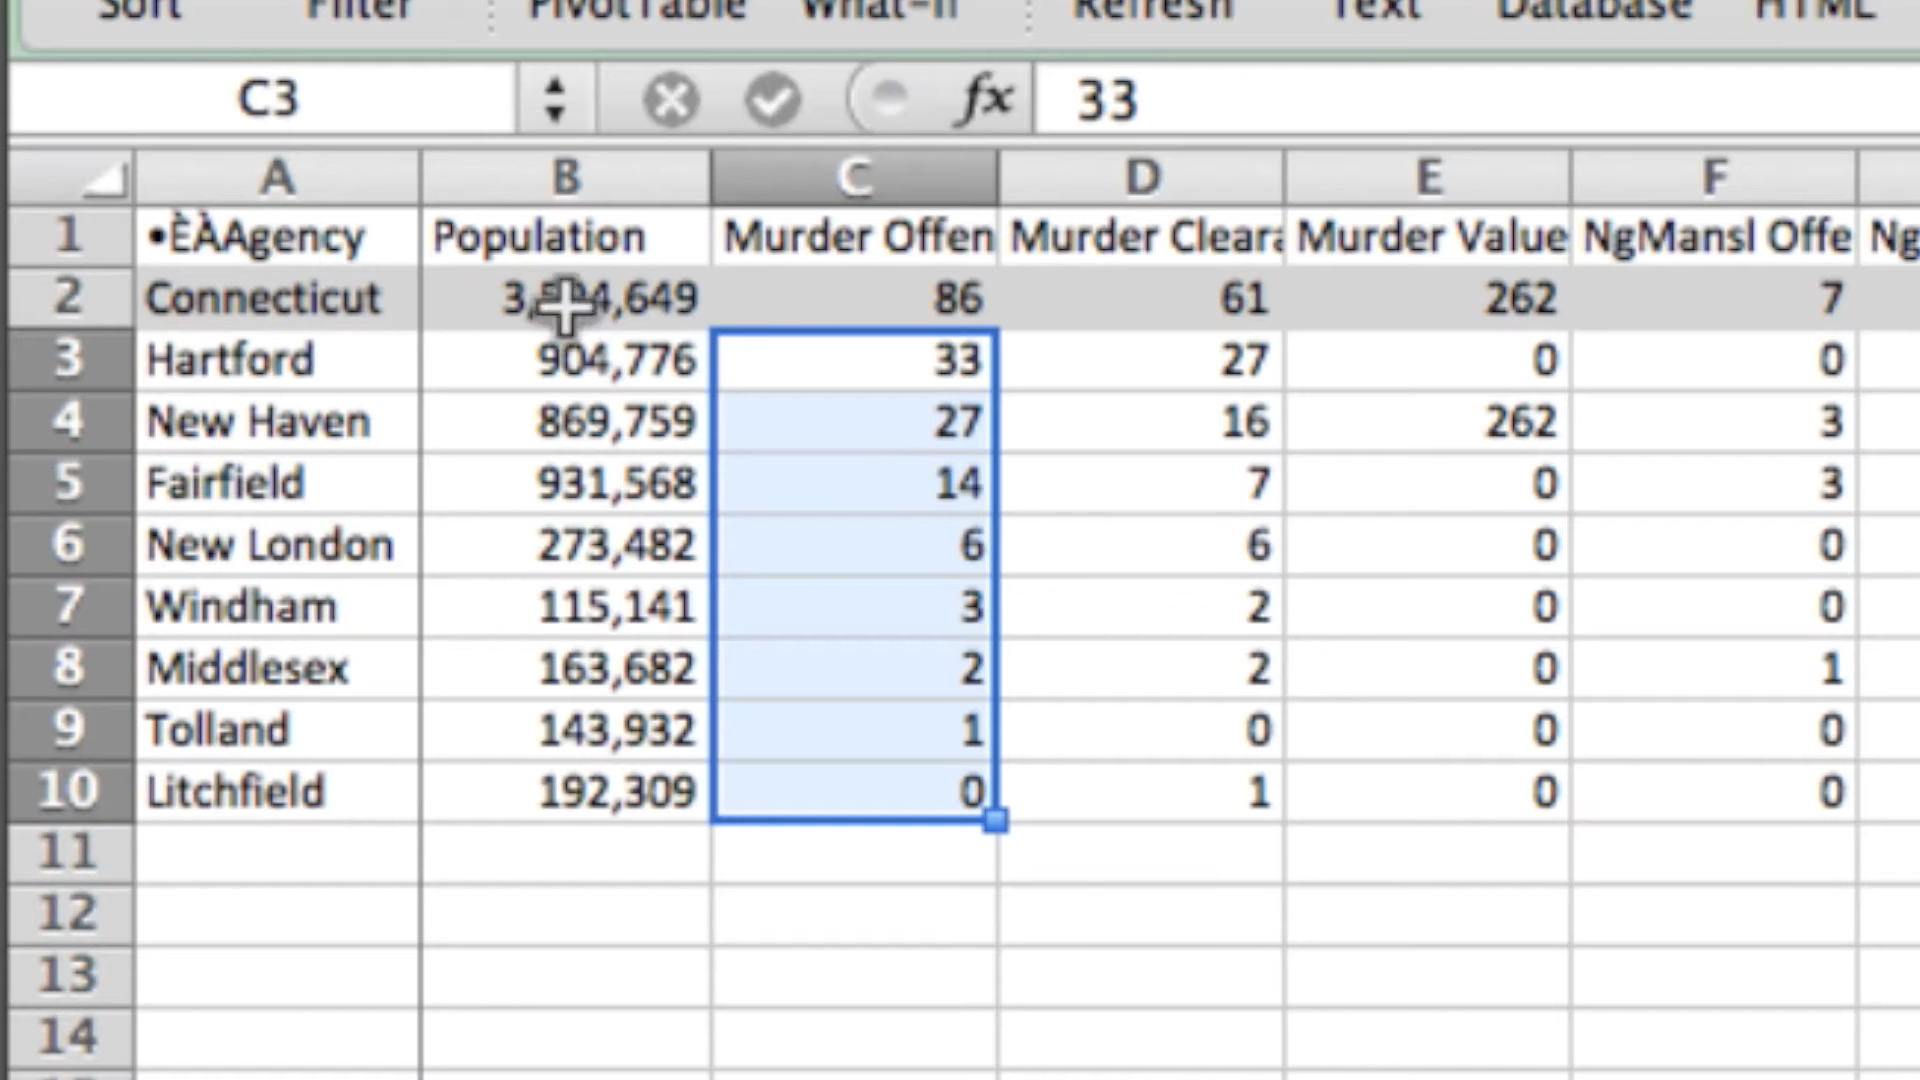 Sort Filter PivotTable What-If Refresh Text Database HTML
C3 fx 33
A B C D E F
1 •ÈÀAgency Population Murder Offen Murder Cleara Murder Value NgMansl Offe Ng
2 Connecticut 86 61 262 7
3 Hartford 904,776 33 27 0 0
4 New Haven 869,759 27 16 262 3
5 Fairfield 931,568 14 7 0 3
6 New London 273,482 6 6 0 0
7 Windham 115,141 3 2 0 0
8 Middlesex 163,682 2 2 0 1
9 Tolland 143,932 1 0 0 0
10 Litchfield 192,309 0 1 0 0
11
12
13
14